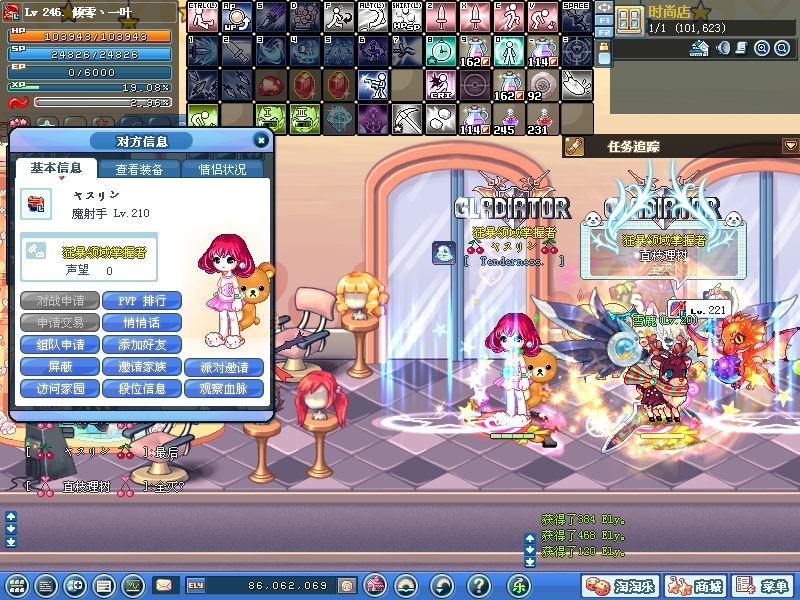 Lv 246 倾零丶一叶
HP 103943/103943
SP 24826/24826
EP 0/6000
XP 19.08%
2.96%
CTRL(L)
ALT(L)
SHIFT(L)
SPACE
162
114
162
92
114
245
231
F1
F2
时尚店
1/1 (101,623)
任务追踪
对方信息
基本信息
查看装备
情侣状况
ヤスリン
魔射手 Lv.210
狂暴领域掌握者
声望 0
对战申请
PVP 排行
申请交易
悄悄话
组队申请
添加好友
屏蔽
邀请家族
派对邀请
访问家园
段位信息
观察血脉
GLADIATOR
狂暴领域掌握者
ヤスリン
[ Tenderness. ]
GLADIATOR
狂暴领域掌握者
直枝理树
全灭?
Lv. 221
雪鹿(Lv.20)
[ ヤスリン ]:最后
[ 直枝理树 ]:全灭?
获得了384 Ely。
获得了468 Ely。
获得了120 Ely。
ELY 86,062,069
乐
淘淘乐
商城
菜单